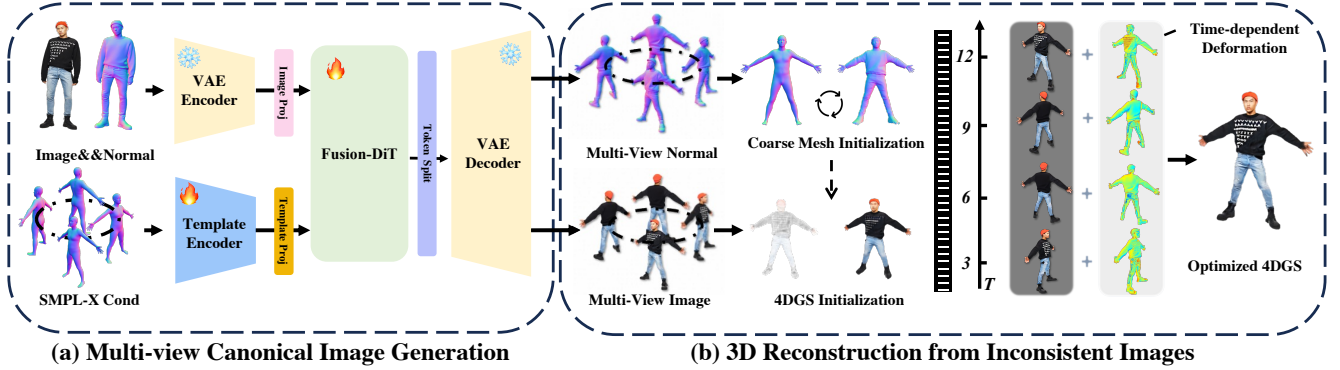 Image&&Normal
SMPL-X Cond
VAE
Encoder
Template
Encoder
Image Proj
Template Proj
Fusion-DiT
Token Split
VAE
Decoder
(a) Multi-view Canonical Image Generation
Multi-View Normal
Coarse Mesh Initialization
Multi-View Image
4DGS Initialization
12
9
6
3
T
Time-dependent
Deformation
+
+
+
+
Optimized 4DGS
(b) 3D Reconstruction from Inconsistent Images